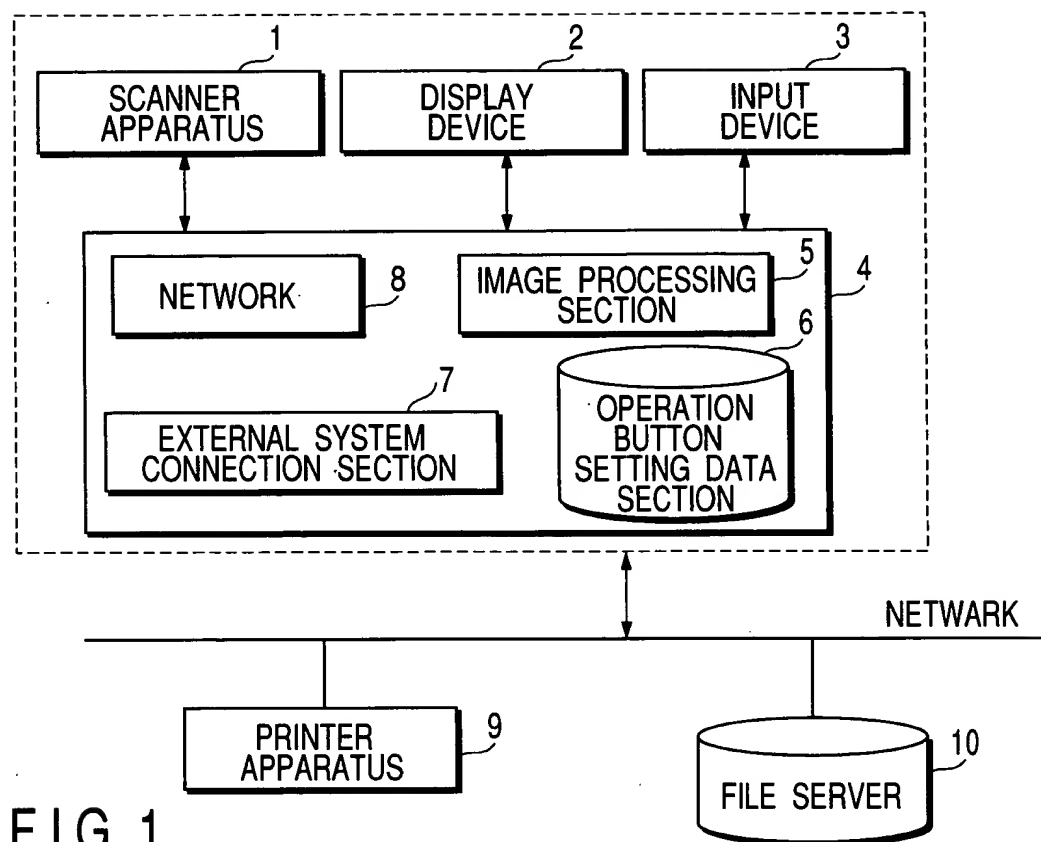 1
2
3
SCANNER
APPARATUS
DISPLAY
DEVICE
INPUT
DEVICE
NETWORK
8
IMAGE PROCESSING
SECTION
5
4
6
7
EXTERNAL SYSTEM
CONNECTION SECTION
OPERATION
BUTTON
SETTING DATA
SECTION
NETWARK
PRINTER
APPARATUS
9
FILE SERVER
10
FIG. 1